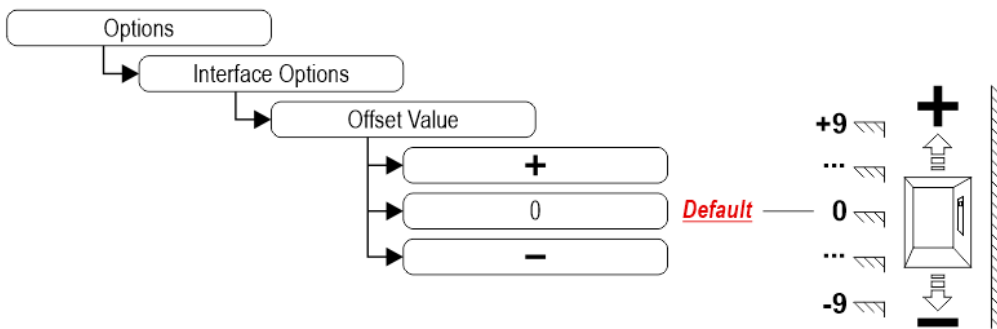 Options
Interface Options
Offset Value
+
0
−
Default
+9
...
0
...
-9
+
−